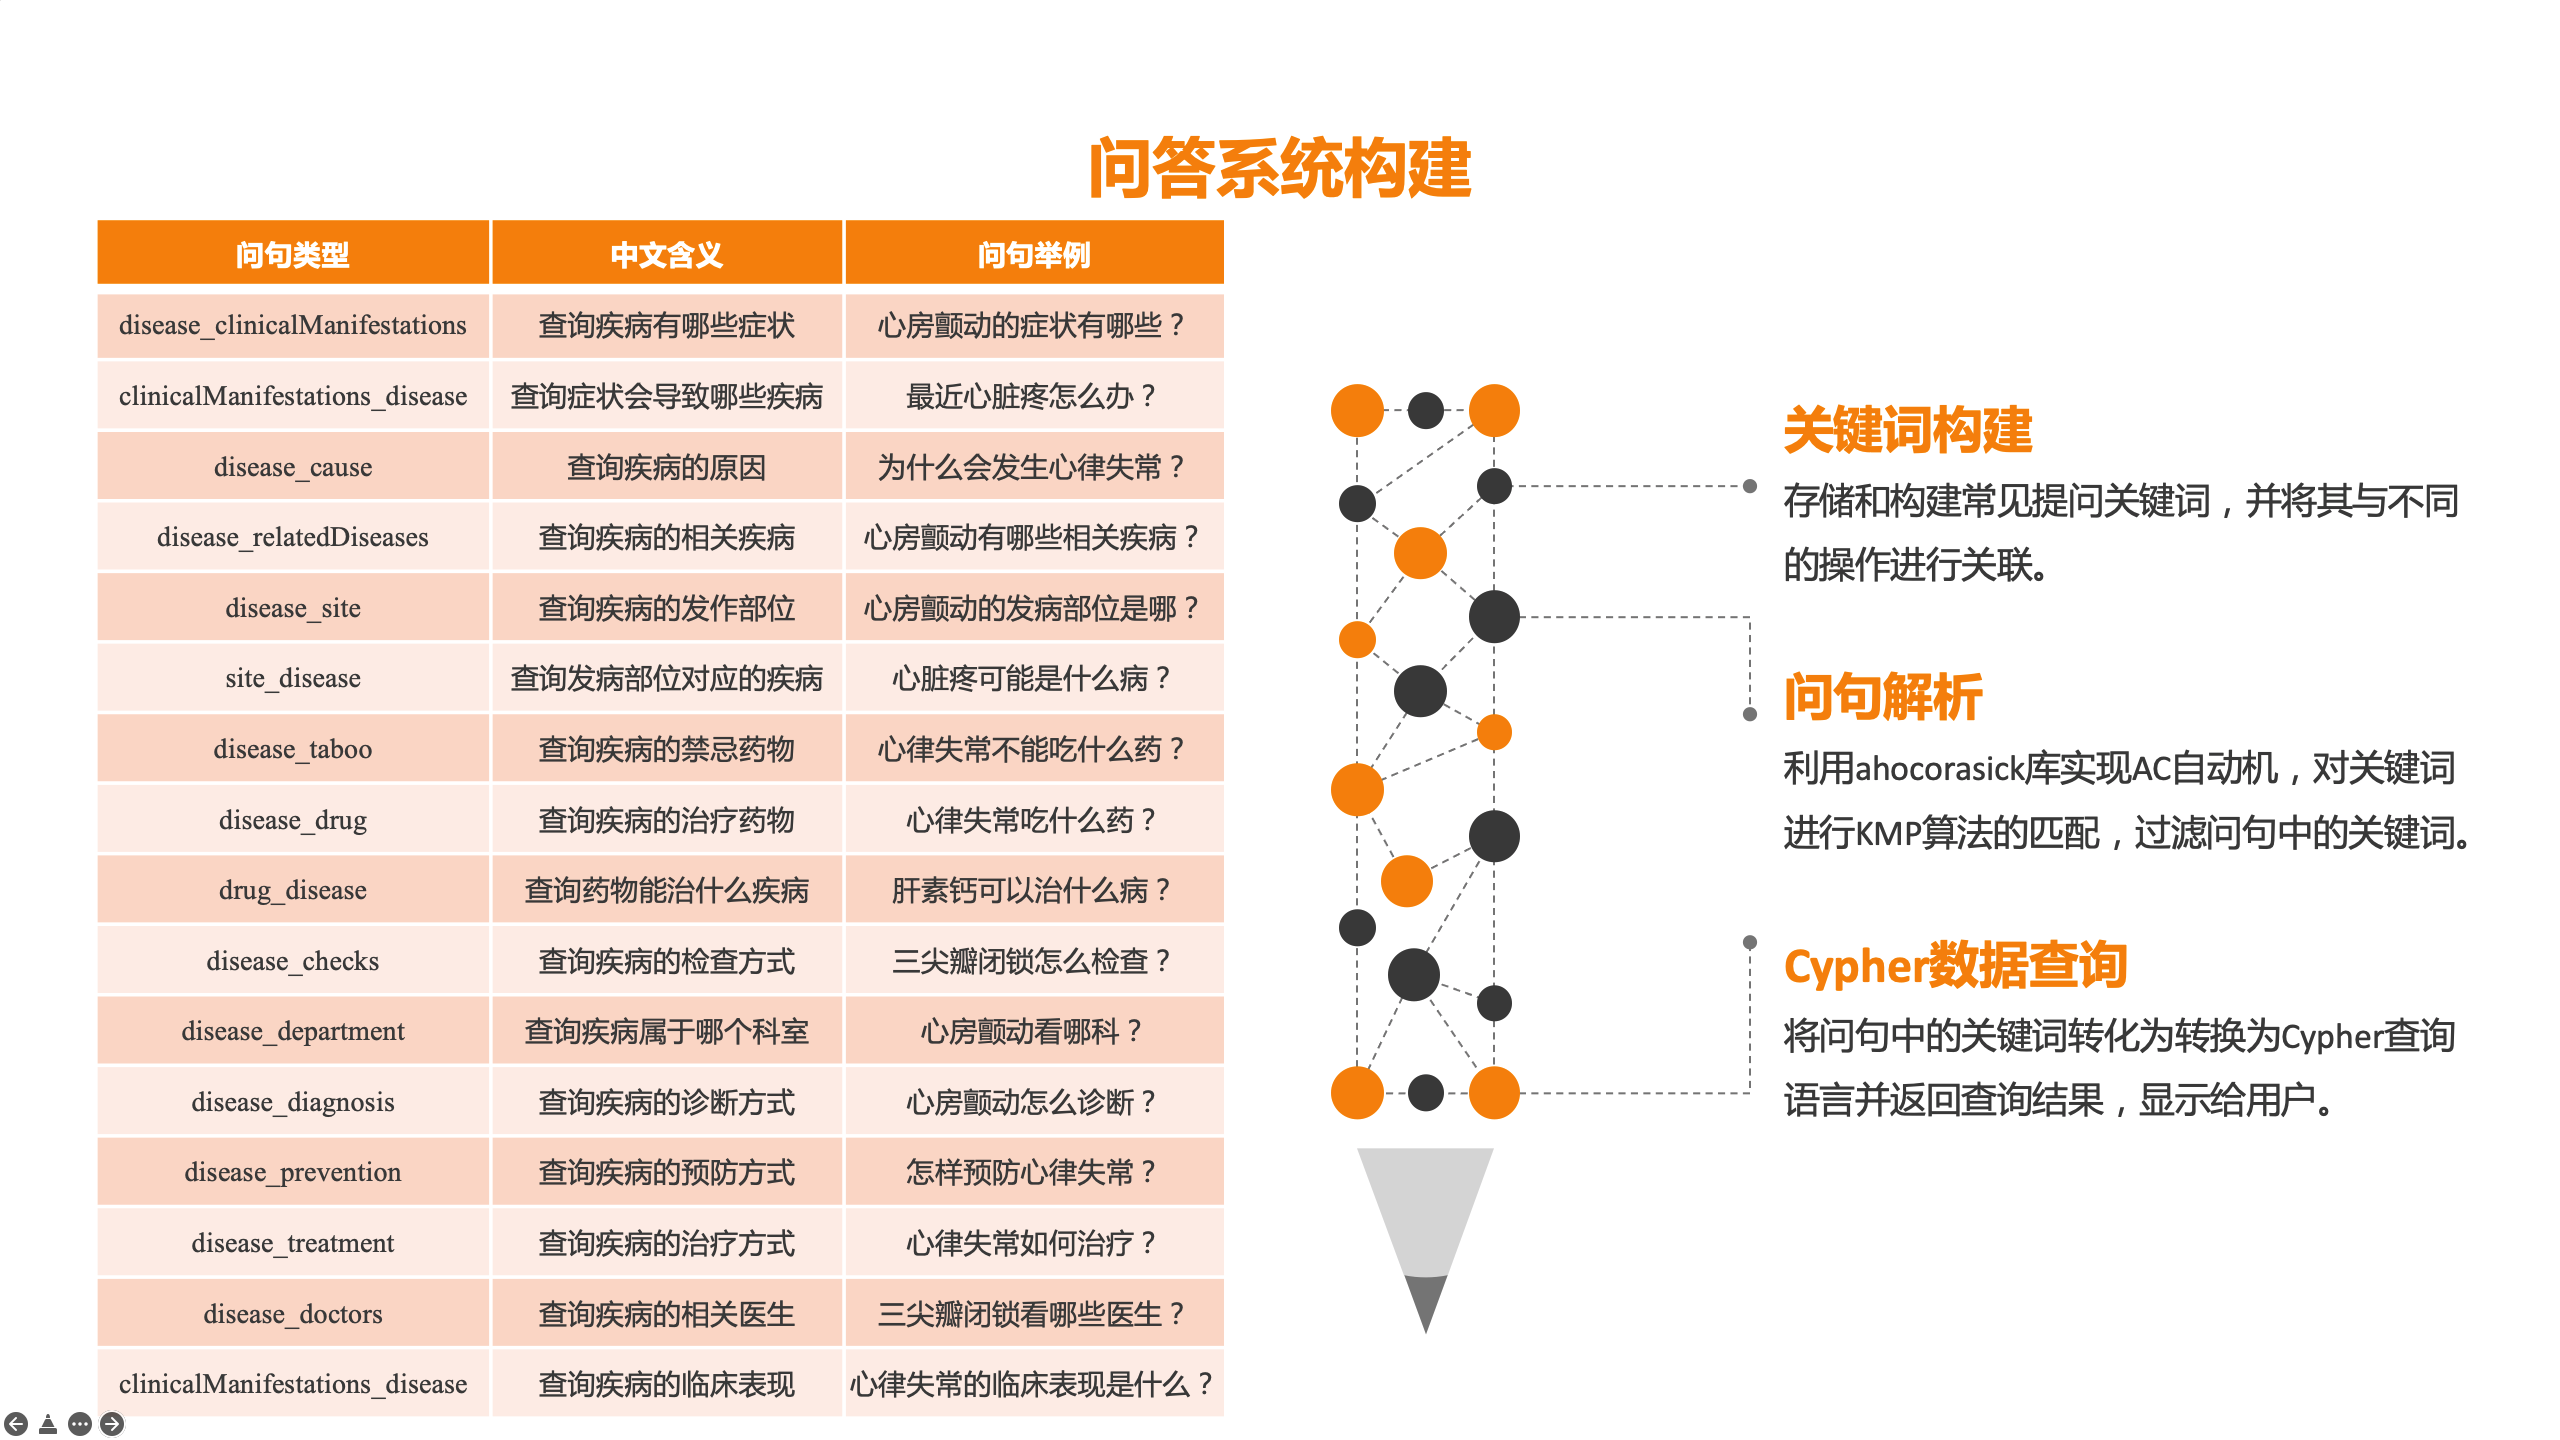 问答系统构建
问句类型 中文含义 问句举例
disease_clinicalManifestations 查询疾病有哪些症状 心房颤动的症状有哪些？
clinicalManifestations_disease 查询症状会导致哪些疾病 最近心脏疼怎么办？
disease_cause 查询疾病的原因 为什么会发生心律失常？
disease_relatedDiseases 查询疾病的相关疾病 心房颤动有哪些相关疾病？
disease_site 查询疾病的发作部位 心房颤动的发病部位是哪？
site_disease 查询发病部位对应的疾病 心脏疼可能是什么病？
disease_taboo 查询疾病的禁忌药物 心律失常不能吃什么药？
disease_drug 查询疾病的治疗药物 心律失常吃什么药？
drug_disease 查询药物能治什么疾病 肝素钙可以治什么病？
disease_checks 查询疾病的检查方式 三尖瓣闭锁怎么检查？
disease_department 查询疾病属于哪个科室 心房颤动看哪科？
disease_diagnosis 查询疾病的诊断方式 心房颤动怎么诊断？
disease_prevention 查询疾病的预防方式 怎样预防心律失常？
disease_treatment 查询疾病的治疗方式 心律失常如何治疗？
disease_doctors 查询疾病的相关医生 三尖瓣闭锁看哪些医生？
clinicalManifestations_disease 查询疾病的临床表现 心律失常的临床表现是什么？
关键词构建
存储和构建常见提问关键词，并将其与不同
的操作进行关联。
问句解析
利用ahocorasick库实现AC自动机，对关键词
进行KMP算法的匹配，过滤问句中的关键词。
Cypher数据查询
将问句中的关键词转化为转换为Cypher查询
语言并返回查询结果，显示给用户。